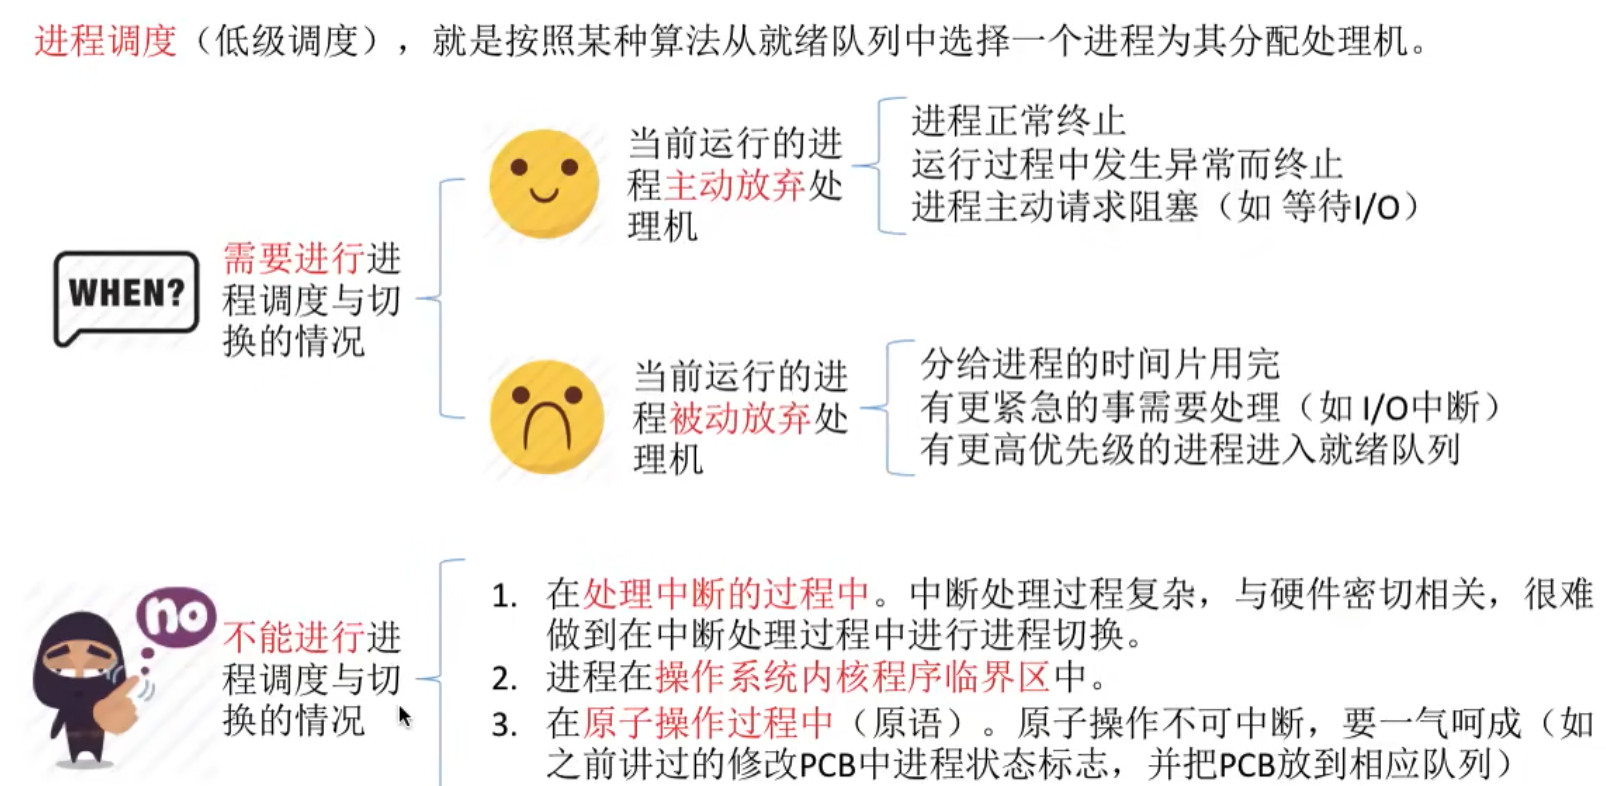 进程调度（低级调度），就是按照某种算法从就绪队列中选择一个进程为其分配处理机。
WHEN?
需要进行进
程调度与切
换的情况
当前运行的进
程主动放弃处
理机
进程正常终止
运行过程中发生异常而终止
进程主动请求阻塞（如 等待I/O）
当前运行的进
程被动放弃处
理机
分给进程的时间片用完
有更紧急的事需要处理（如 I/O中断）
有更高优先级的进程进入就绪队列
no
不能进行进
程调度与切
换的情况
1. 在处理中断的过程中。中断处理过程复杂，与硬件密切相关，很难
做到在中断处理过程中进行进程切换。
2. 进程在操作系统内核程序临界区中。
3. 在原子操作过程中（原语）。原子操作不可中断，要一气呵成（如
之前讲过的修改PCB中进程状态标志，并把PCB放到相应队列）